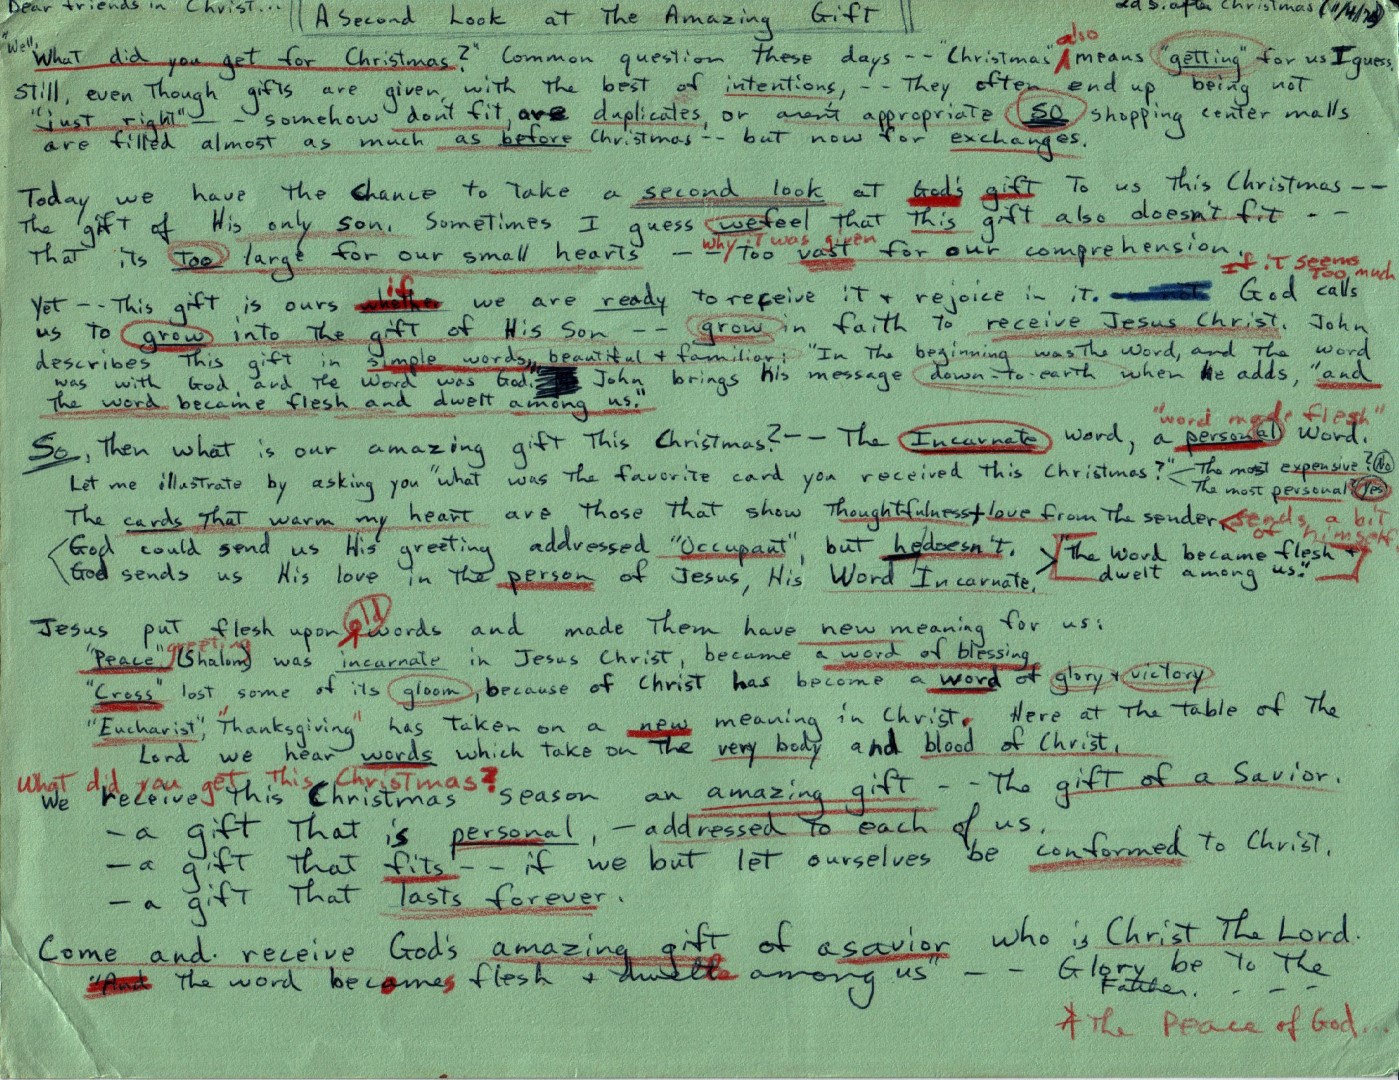 Dear friends in Christ... A Second Look at The Amazing Gift 2d S. after Christmas
"Well," also
"What did you get for Christmas?" Common question these days -- "Christmas" means "getting" for us I guess,
Still, even Though gifts are given with the best of intentions, -- They often end up being not
"just right" -- somehow don't fit, are duplicates, or aren't appropriate so shopping center malls
are filled almost as much as before Christmas -- but now for exchanges.
Today we have the chance to take a second look at God's gift To us This Christmas --
The gift of His only son. Sometimes I guess we feel that this gift also doesn't fit --
That its too large for our small hearts -- Too vast for our comprehension.
why it was given
If it seems
too much
if
Yet -- This gift is ours we are ready to receive it + rejoice in it. God calls
us to grow into the gift of His Son -- grow in faith To receive Jesus Christ. John
describes This gift in simple words, beautiful + familiar: "In The beginning was The Word, and The Word
was with God and The Word was God." John brings his message down-to-earth when he adds, "and
The word became flesh and dwelt among us."
"word made flesh"
So, Then what is our amazing gift This Christmas? -- The Incarnate word, a personal Word.
Let me illustrate by asking you "what was The favorite card you received This Christmas?" The most expensive? No
The most personal? Yes
The cards That warm my heart are Those That show Thoughtfulness + love from The sender sends a bit
of himself
God could send us His greeting addressed "Occupant", but he doesn't. "The Word became flesh +
God sends us His love in The person of Jesus, His Word Incarnate. dwelt among us."
old
Jesus put flesh upon words and made Them have new meaning for us:
greeting
"Peace" (Shalom) was incarnate in Jesus Christ, became a word of blessing
"Cross" lost some of its gloom, because of Christ has become a word of glory + victory
"Eucharist", "Thanksgiving" has taken on a new meaning in Christ. Here at The Table of The
Lord we hear words which take on The very body and blood of Christ.
What did you get this Christmas?
We receive This Christmas season an amazing gift -- The gift of a Savior.
- a gift That is personal, - addressed To each of us.
- a gift That fits -- if we but let ourselves be conformed to Christ.
- a gift That lasts forever.
Come and receive God's amazing gift of a savior who is Christ The Lord.
"And The word becomes flesh + dwells among us" -- Glory be To The
Father. - - -
The Peace of God...